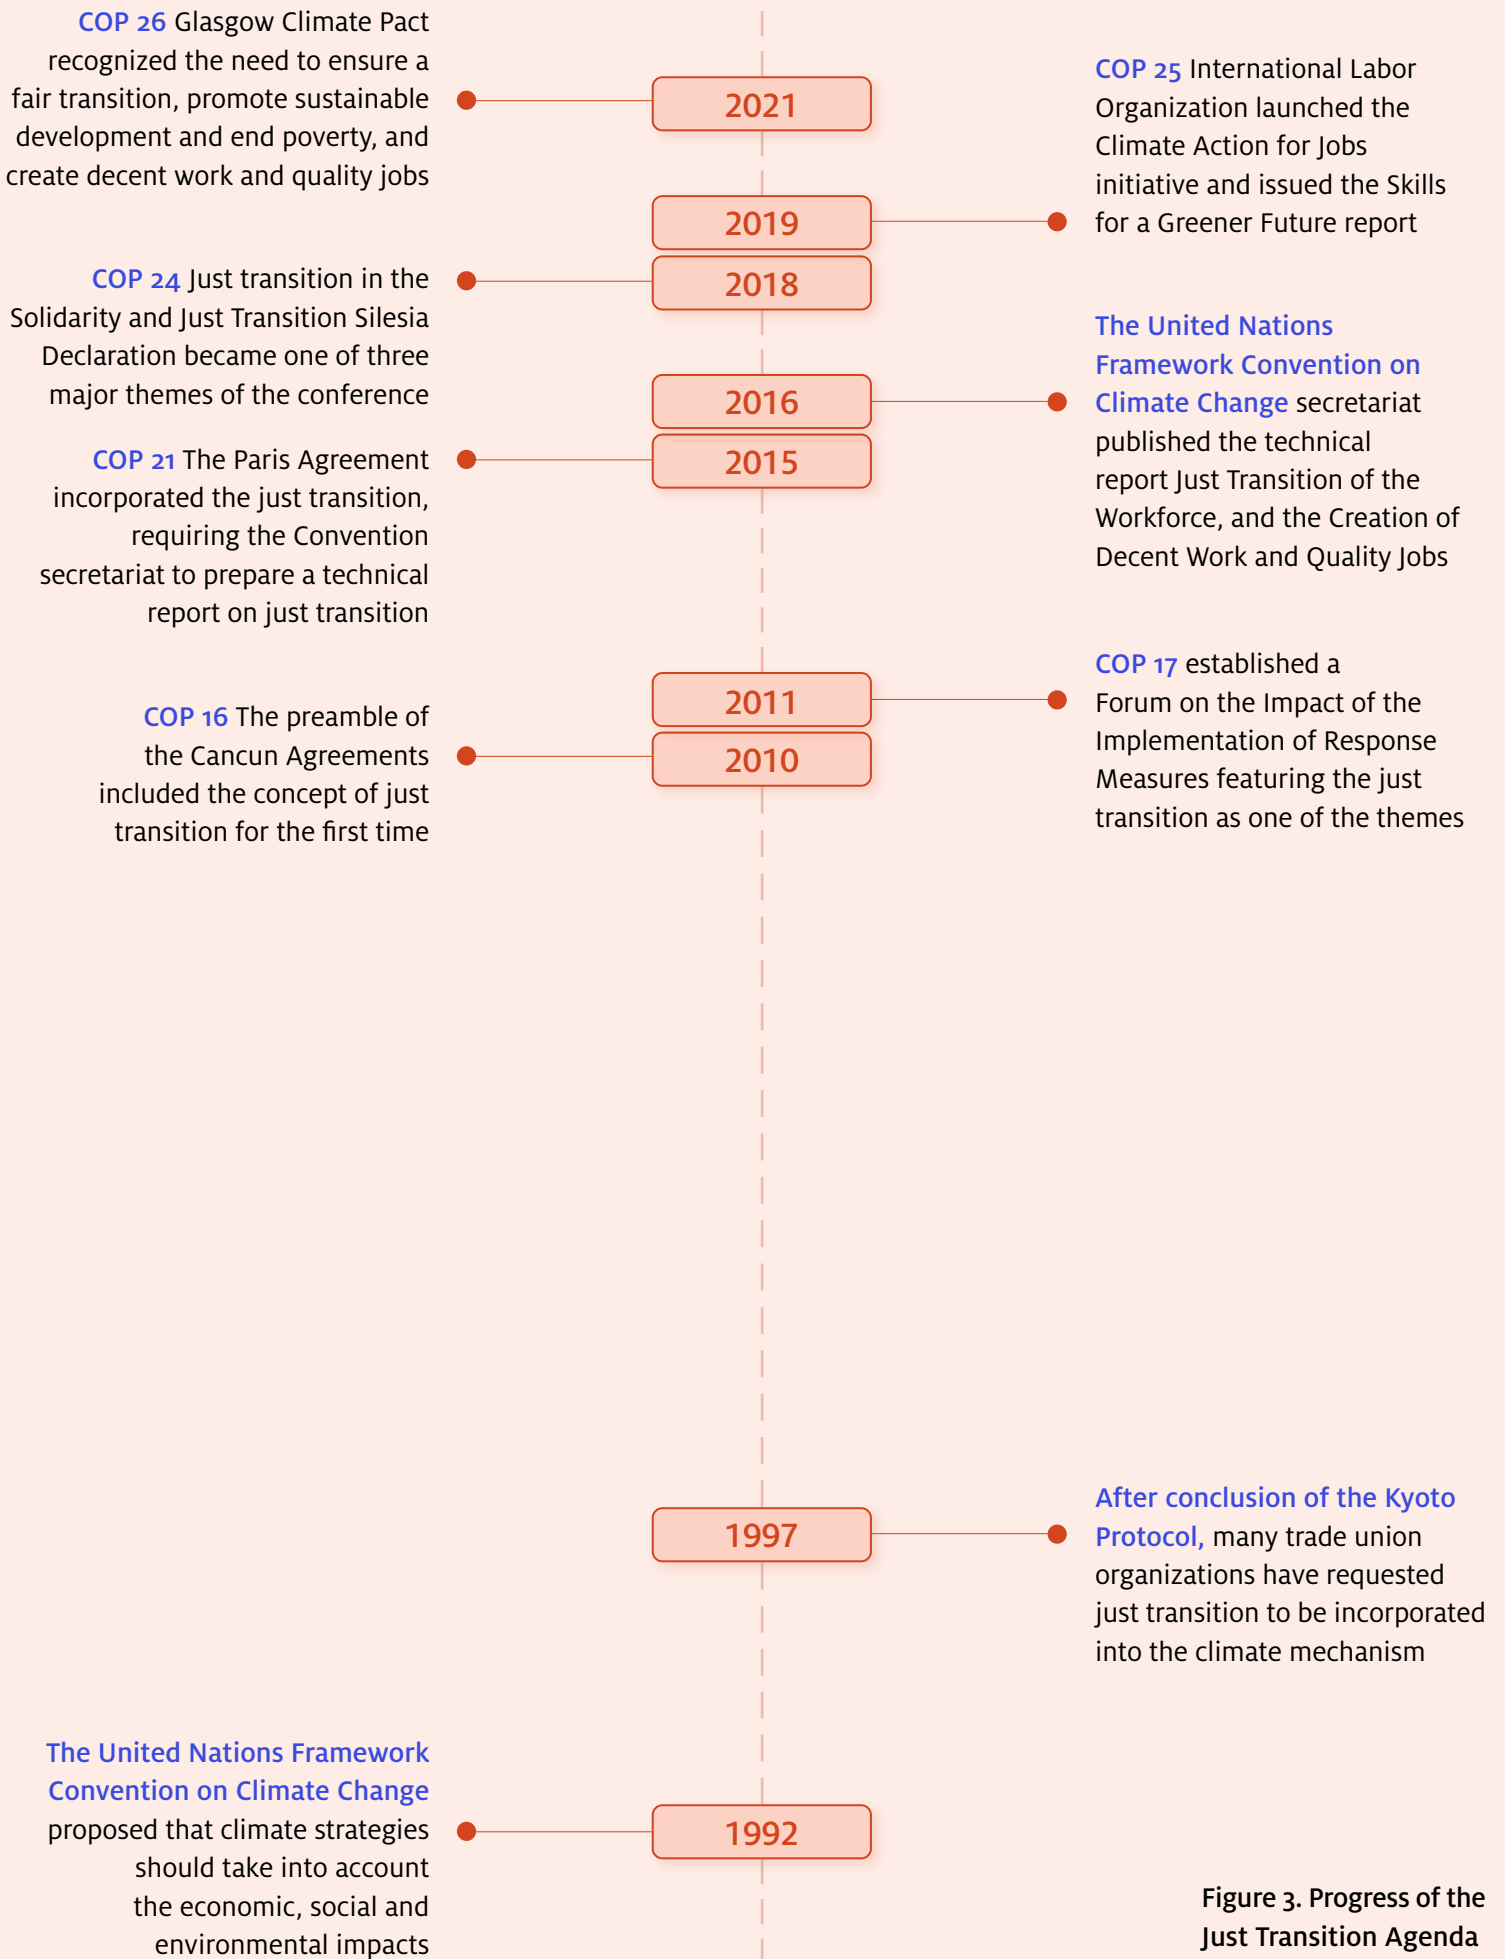 COP 26 Glasgow Climate Pact
recognized the need to ensure a
fair transition, promote sustainable
development and end poverty, and
create decent work and quality jobs
2021
COP 25 International Labor
Organization launched the
Climate Action for Jobs
initiative and issued the Skills
for a Greener Future report
2019
COP 24 Just transition in the
Solidarity and Just Transition Silesia
Declaration became one of three
major themes of the conference
2018
The United Nations
Framework Convention on
Climate Change secretariat
published the technical
report Just Transition of the
Workforce, and the Creation of
Decent Work and Quality Jobs
2016
COP 21 The Paris Agreement
incorporated the just transition,
requiring the Convention
secretariat to prepare a technical
report on just transition
2015
COP 17 established a
Forum on the Impact of the
Implementation of Response
Measures featuring the just
transition as one of the themes
2011
COP 16 The preamble of
the Cancun Agreements
included the concept of just
transition for the first time
2010
1997
After conclusion of the Kyoto
Protocol, many trade union
organizations have requested
just transition to be incorporated
into the climate mechanism
The United Nations Framework
Convention on Climate Change
proposed that climate strategies
should take into account
the economic, social and
environmental impacts
1992
Figure 3. Progress of the
Just Transition Agenda